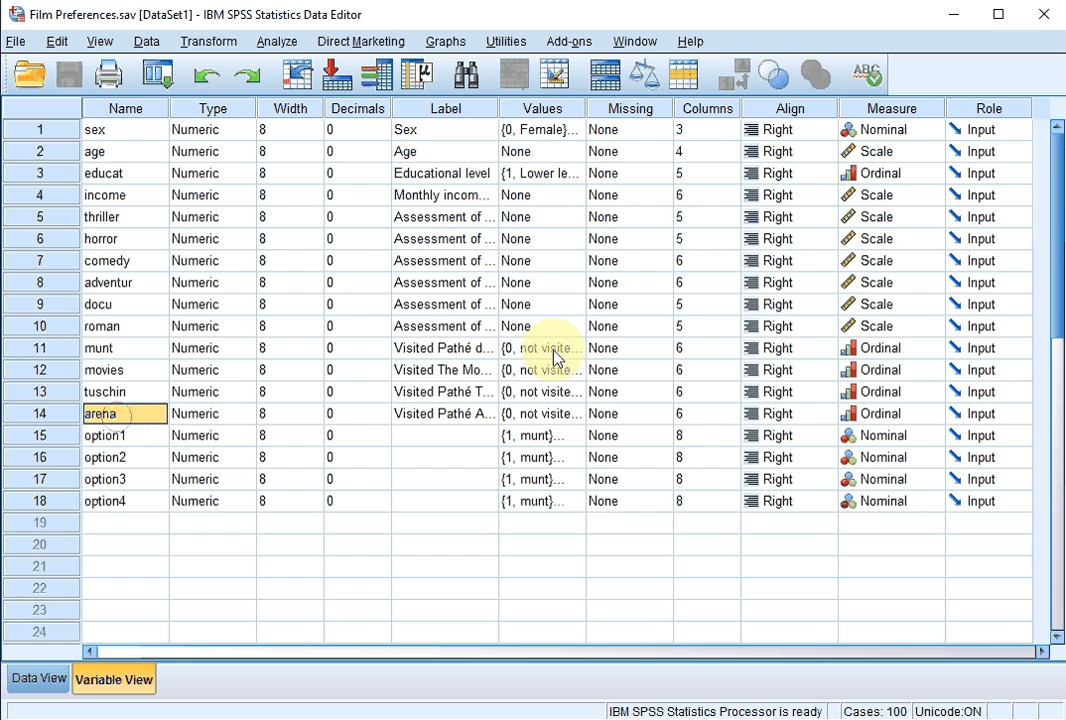 Film Preferences.sav [DataSet1] - IBM SPSS Statistics Data Editor
File Edit View Data Transform Analyze Direct Marketing Graphs Utilities Add-ons Window Help
ABC
Name Type Width Decimals Label Values Missing Columns Align Measure Role
1 sex Numeric 8 0 Sex {0, Female}... None 3 Right Nominal Input
2 age Numeric 8 0 Age None None 4 Right Scale Input
3 educat Numeric 8 0 Educational level {1, Lower le... None 5 Right Ordinal Input
4 income Numeric 8 0 Monthly incom... None None 6 Right Scale Input
5 thriller Numeric 8 0 Assessment of ... None None 5 Right Scale Input
6 horror Numeric 8 0 Assessment of ... None None 5 Right Scale Input
7 comedy Numeric 8 0 Assessment of ... None None 6 Right Scale Input
8 adventur Numeric 8 0 Assessment of ... None None 6 Right Scale Input
9 docu Numeric 8 0 Assessment of ... None None 5 Right Scale Input
10 roman Numeric 8 0 Assessment of ... None None 5 Right Scale Input
11 munt Numeric 8 0 Visited Pathé d... {0, not visite... None 6 Right Ordinal Input
12 movies Numeric 8 0 Visited The Mo... {0, not visite... None 6 Right Ordinal Input
13 tuschin Numeric 8 0 Visited Pathé T... {0, not visite... None 6 Right Ordinal Input
14 arena Numeric 8 0 Visited Pathé A... {0, not visite... None 6 Right Ordinal Input
15 option1 Numeric 8 0 {1, munt}... None 8 Right Nominal Input
16 option2 Numeric 8 0 {1, munt}... None 8 Right Nominal Input
17 option3 Numeric 8 0 {1, munt}... None 8 Right Nominal Input
18 option4 Numeric 8 0 {1, munt}... None 8 Right Nominal Input
19
20
21
22
23
24
Data View Variable View
IBM SPSS Statistics Processor is ready Cases: 100 Unicode:ON